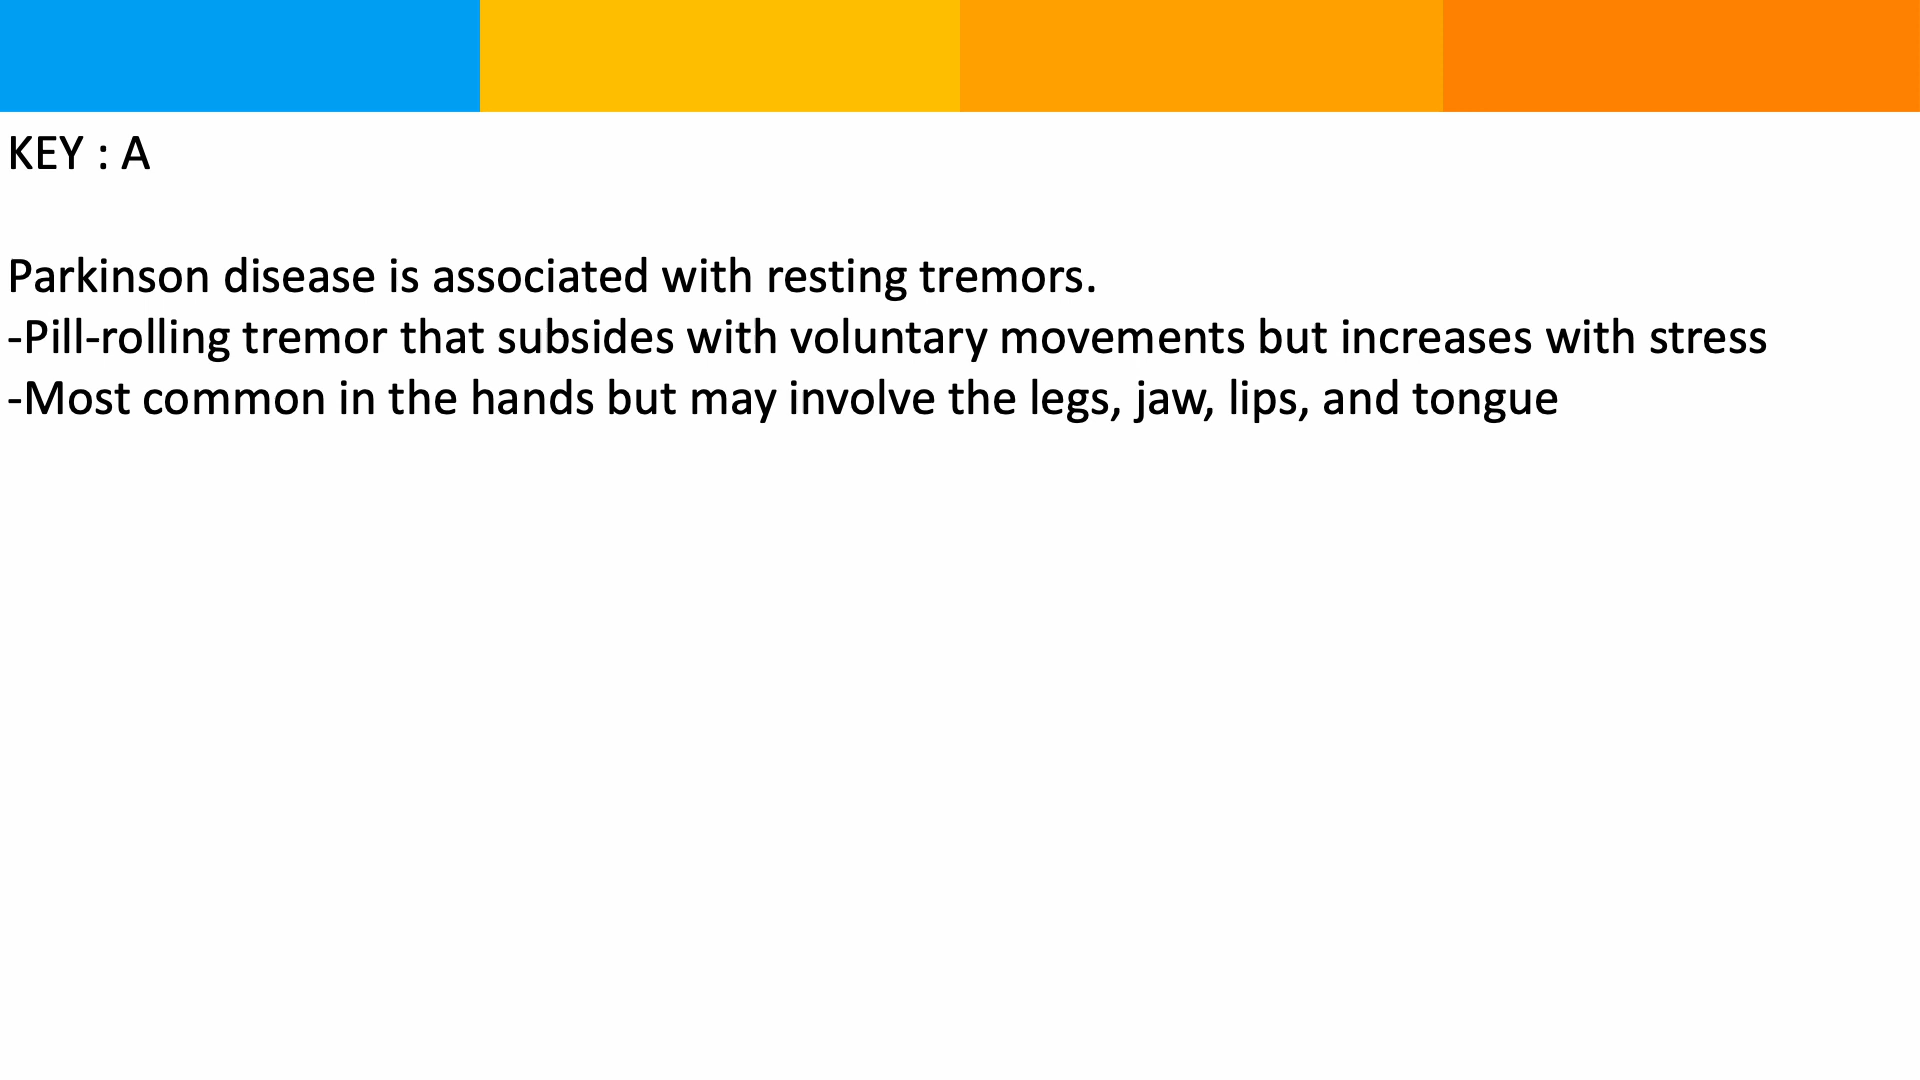 KEY : A
Parkinson disease is associated with resting tremors.
-Pill-rolling tremor that subsides with voluntary movements but increases with stress
-Most common in the hands but may involve the legs, jaw, lips, and tongue